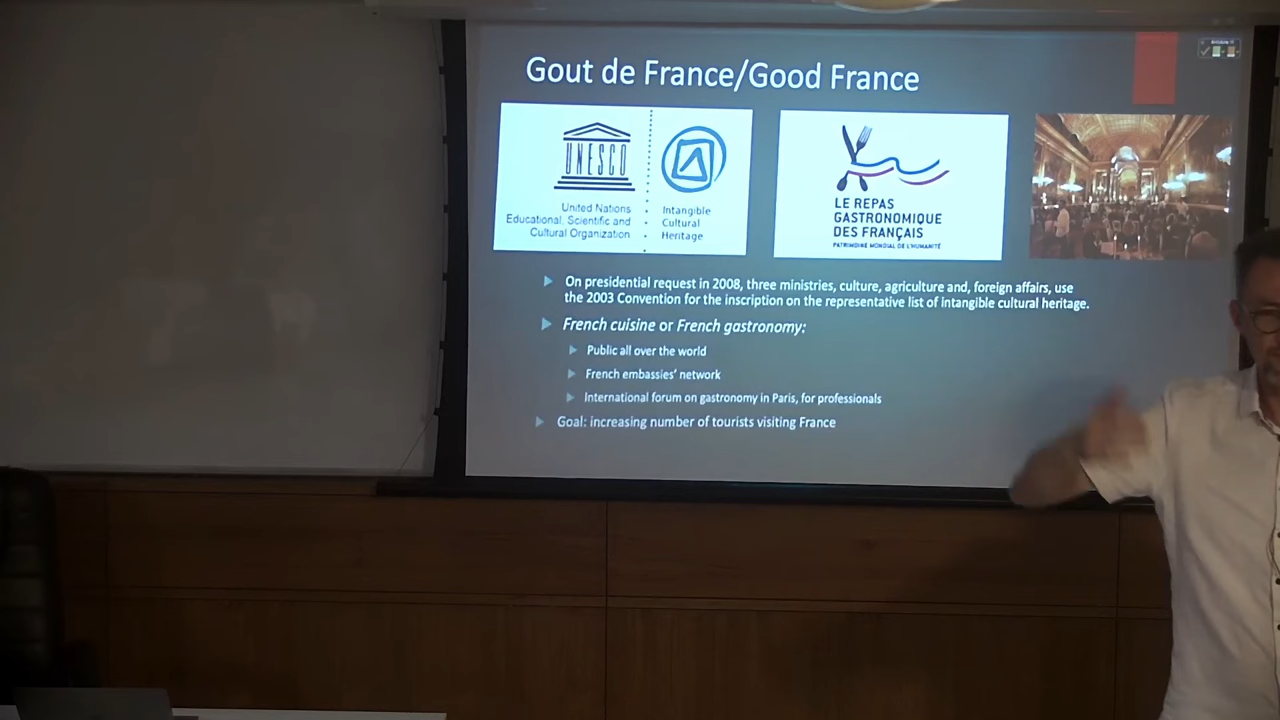 Gout de France/Good France
UNESCO
United Nations
Educational, Scientific and
Cultural Organization
Intangible
Cultural
Heritage
LE REPAS
GASTRONOMIQUE
DES FRANÇAIS
PATRIMOINE MONDIAL DE L'HUMANITÉ
On presidential request in 2008, three ministries, culture, agriculture and, foreign affairs, use
the 2003 Convention for the inscription on the representative list of intangible cultural heritage.
French cuisine or French gastronomy:
Public all over the world
French embassies' network
International forum on gastronomy in Paris, for professionals
Goal: increasing number of tourists visiting France